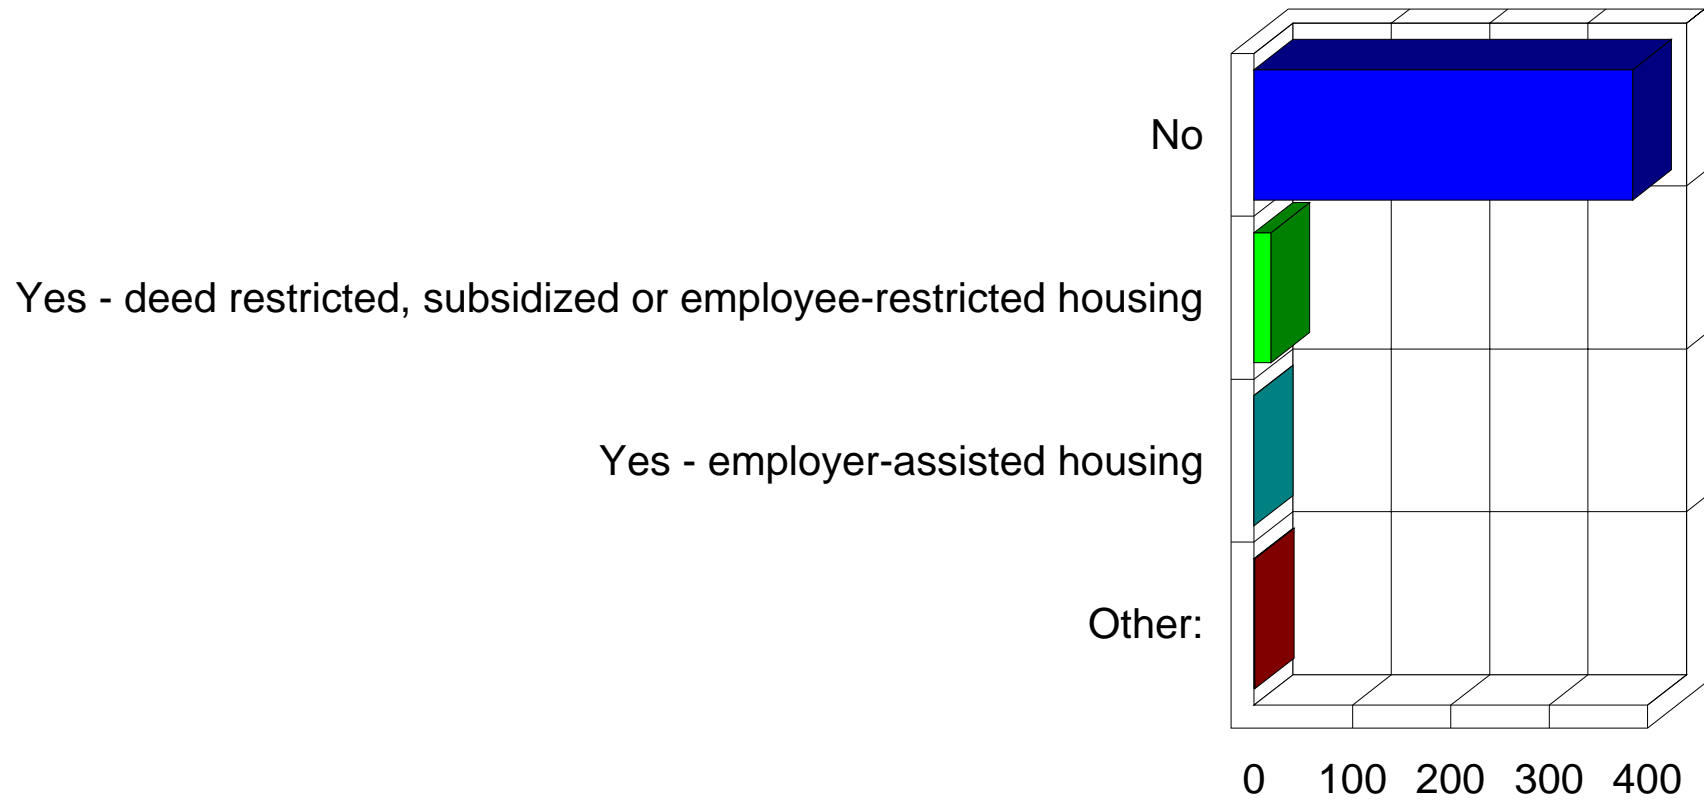 No
Yes - deed restricted, subsidized or employee-restricted housing
Yes - employer-assisted housing
Other:
0 100 200 300 400